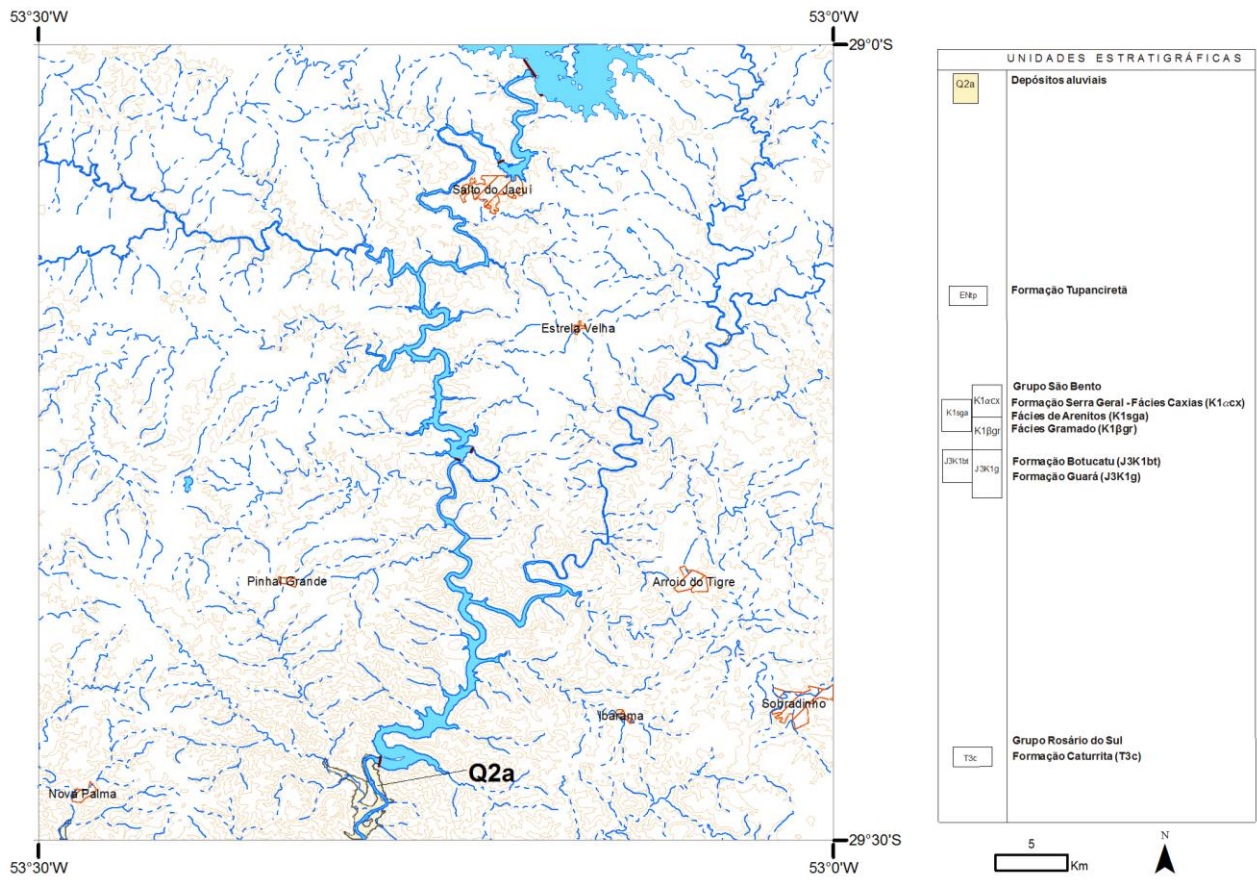 53°30'W
53°0'W
29°0'S
Salto do Jacuí
Estrela Velha
Pinhal Grande
Arroio do Tigre
Ibarama
Sobradinho
Nova Palma
Q2a
29°30'S
53°30'W
53°0'W
UNIDADES ESTRATIGRÁFICAS
Q2a
Depósitos aluviais
ENtp
Formação Tupanciretã
Grupo São Bento
K1αcx
Formação Serra Geral -Fácies Caxias (K1αcx)
K1sga
Fácies de Arenitos (K1sga)
K1βgr
Fácies Gramado (K1βgr)
J3K1bt
Formação Botucatu (J3K1bt)
J3K1g
Formação Guará (J3K1g)
Grupo Rosário do Sul
T3c
Formação Caturrita (T3c)
5
Km
N